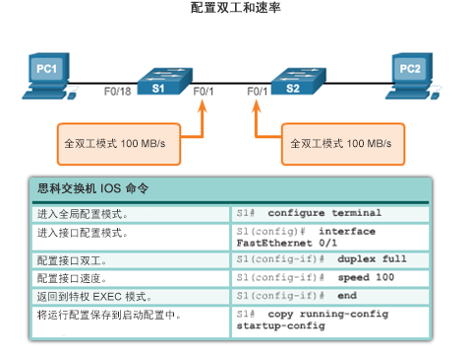 配置双工和速率
PC1
S1
S2
PC2
F0/18
F0/1
F0/1
全双工模式 100 MB/s
全双工模式 100 MB/s
思科交换机 IOS 命令
进入全局配置模式。
S1# configure terminal
进入接口配置模式。
S1(config)# interface
FastEthernet 0/1
配置接口双工。
S1(config-if)# duplex full
配置接口速度。
S1(config-if)# speed 100
返回到特权 EXEC 模式。
S1(config-if)# end
将运行配置保存到启动配置中。
S1# copy running-config
startup-config